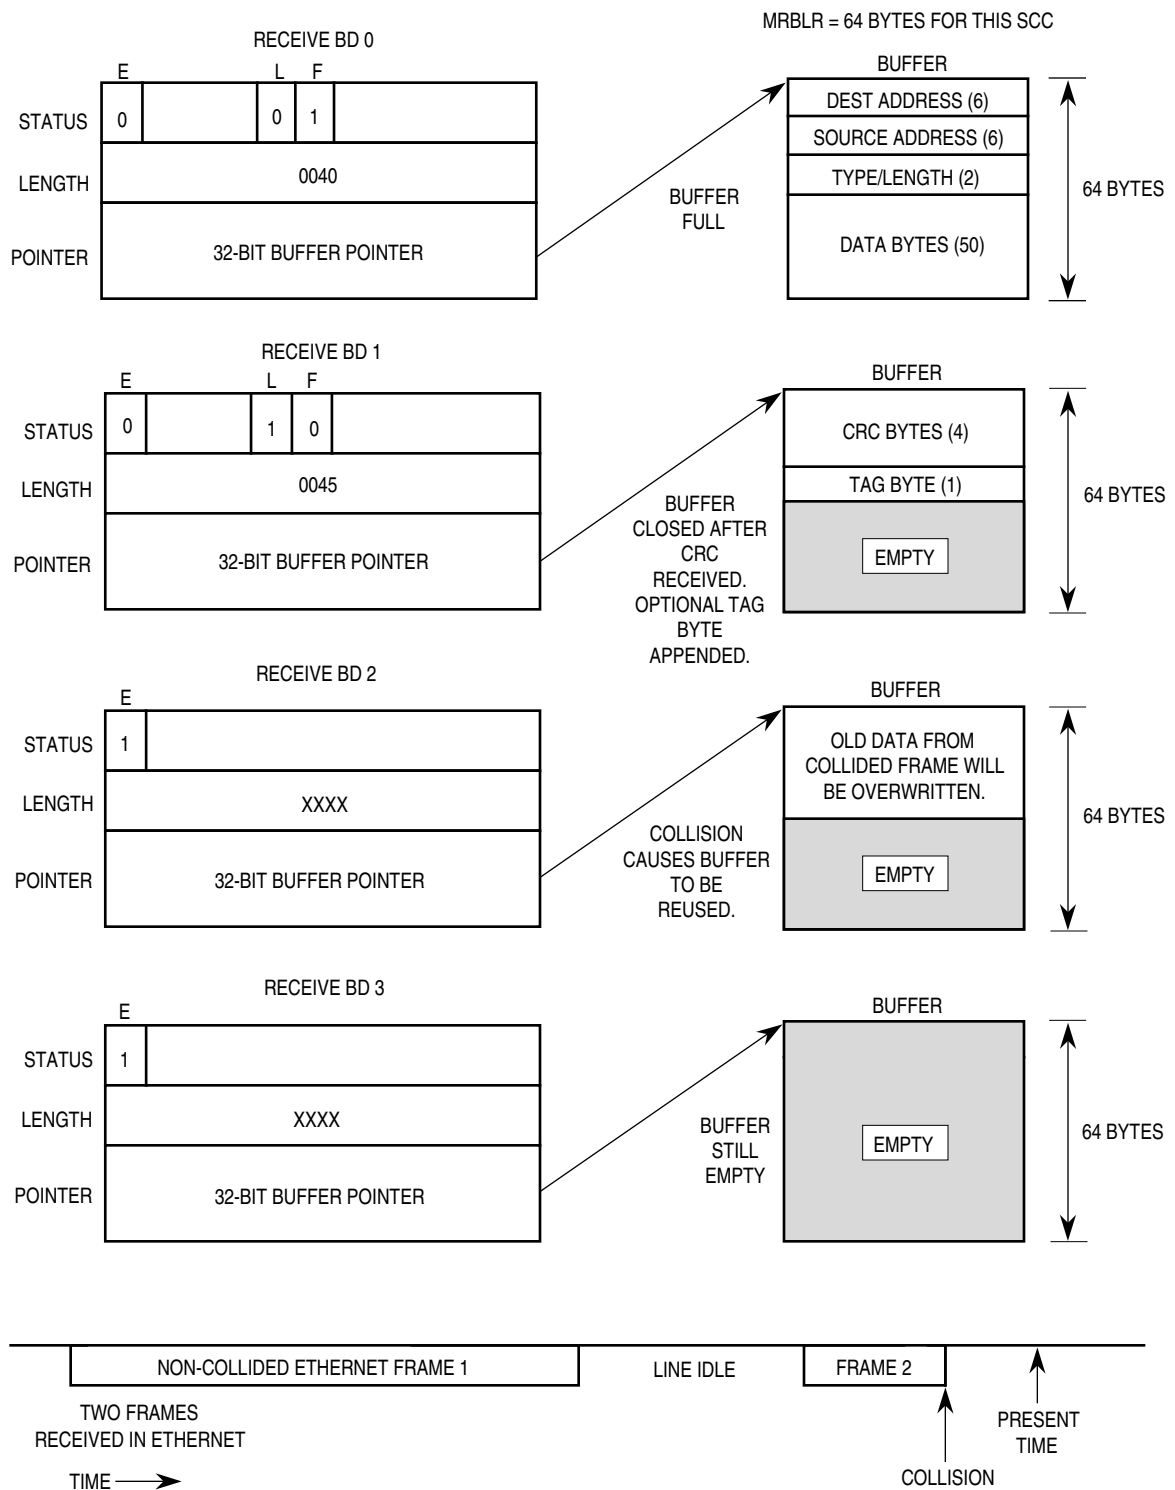 MRBLR = 64 BYTES FOR THIS SCC
RECEIVE BD 0
E L F
STATUS 0 0 1
LENGTH 0040
POINTER 32-BIT BUFFER POINTER
BUFFER
FULL
BUFFER
DEST ADDRESS (6)
SOURCE ADDRESS (6)
TYPE/LENGTH (2)
DATA BYTES (50)
64 BYTES
RECEIVE BD 1
E L F
STATUS 0 1 0
LENGTH 0045
POINTER 32-BIT BUFFER POINTER
BUFFER
CLOSED AFTER
CRC
RECEIVED.
OPTIONAL TAG
BYTE
APPENDED.
BUFFER
CRC BYTES (4)
TAG BYTE (1)
EMPTY
64 BYTES
RECEIVE BD 2
E
STATUS 1
LENGTH XXXX
POINTER 32-BIT BUFFER POINTER
COLLISION
CAUSES BUFFER
TO BE
REUSED.
BUFFER
OLD DATA FROM
COLLIDED FRAME WILL
BE OVERWRITTEN.
EMPTY
64 BYTES
RECEIVE BD 3
E
STATUS 1
LENGTH XXXX
POINTER 32-BIT BUFFER POINTER
BUFFER
STILL
EMPTY
BUFFER
EMPTY
64 BYTES
NON-COLLIDED ETHERNET FRAME 1 LINE IDLE FRAME 2
TWO FRAMES
RECEIVED IN ETHERNET
TIME
COLLISION
PRESENT
TIME